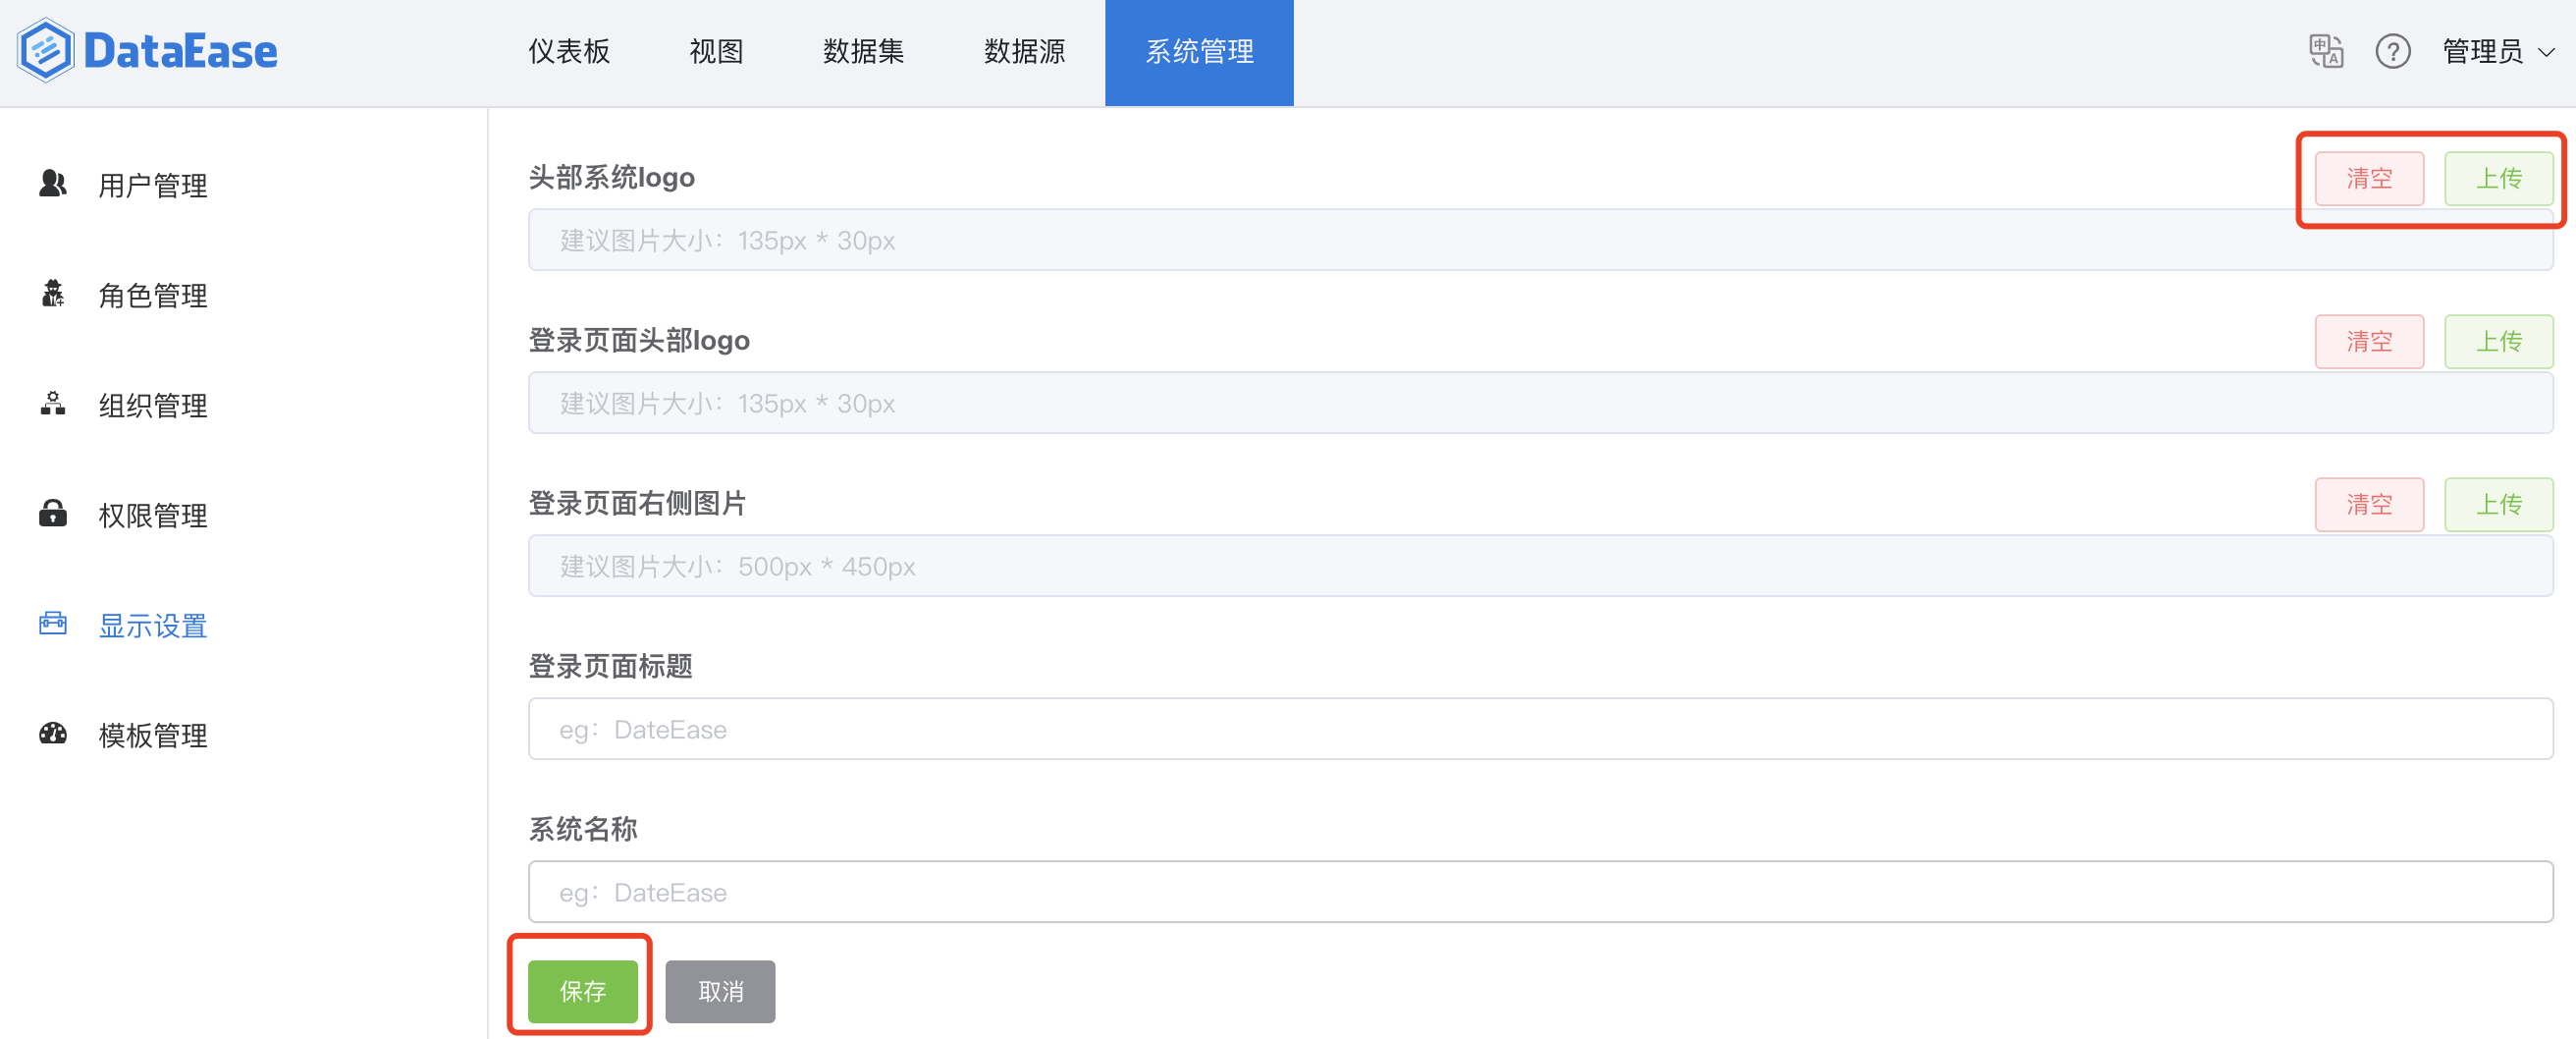 DataEase
仪表板 视图 数据集 数据源 系统管理
管理员
用户管理
角色管理
组织管理
权限管理
显示设置
模板管理
头部系统logo
清空 上传
建议图片大小：135px * 30px
登录页面头部logo
清空 上传
建议图片大小：135px * 30px
登录页面右侧图片
清空 上传
建议图片大小：500px * 450px
登录页面标题
eg：DateEase
系统名称
eg：DateEase
保存 取消